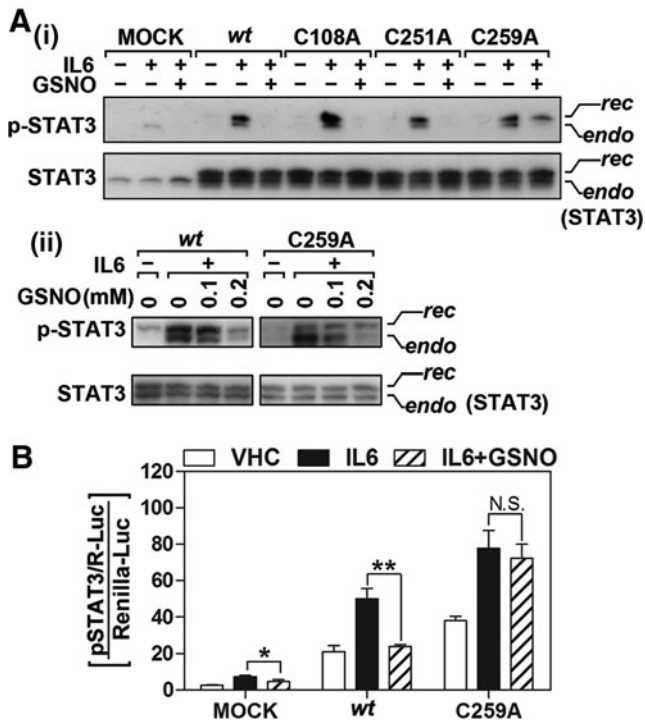 A
(i)
MOCK wt C108A C251A C259A
IL6 – + + – + + – + + – + + – + +
GSNO – – + – – + – – + – – + – – +
p-STAT3 rec
endo
STAT3 rec
endo
(STAT3)
(ii)
wt C259A
IL6 – + – +
GSNO(mM) 0 0 0.1 0.2 0 0 0.1 0.2
p-STAT3 rec
endo
STAT3 rec
endo (STAT3)
B
VHC IL6 IL6+GSNO
[pSTAT3/R-Luc
Renilla-Luc]
120
100
80
60
40
20
0
*
**
N.S.
MOCK wt C259A